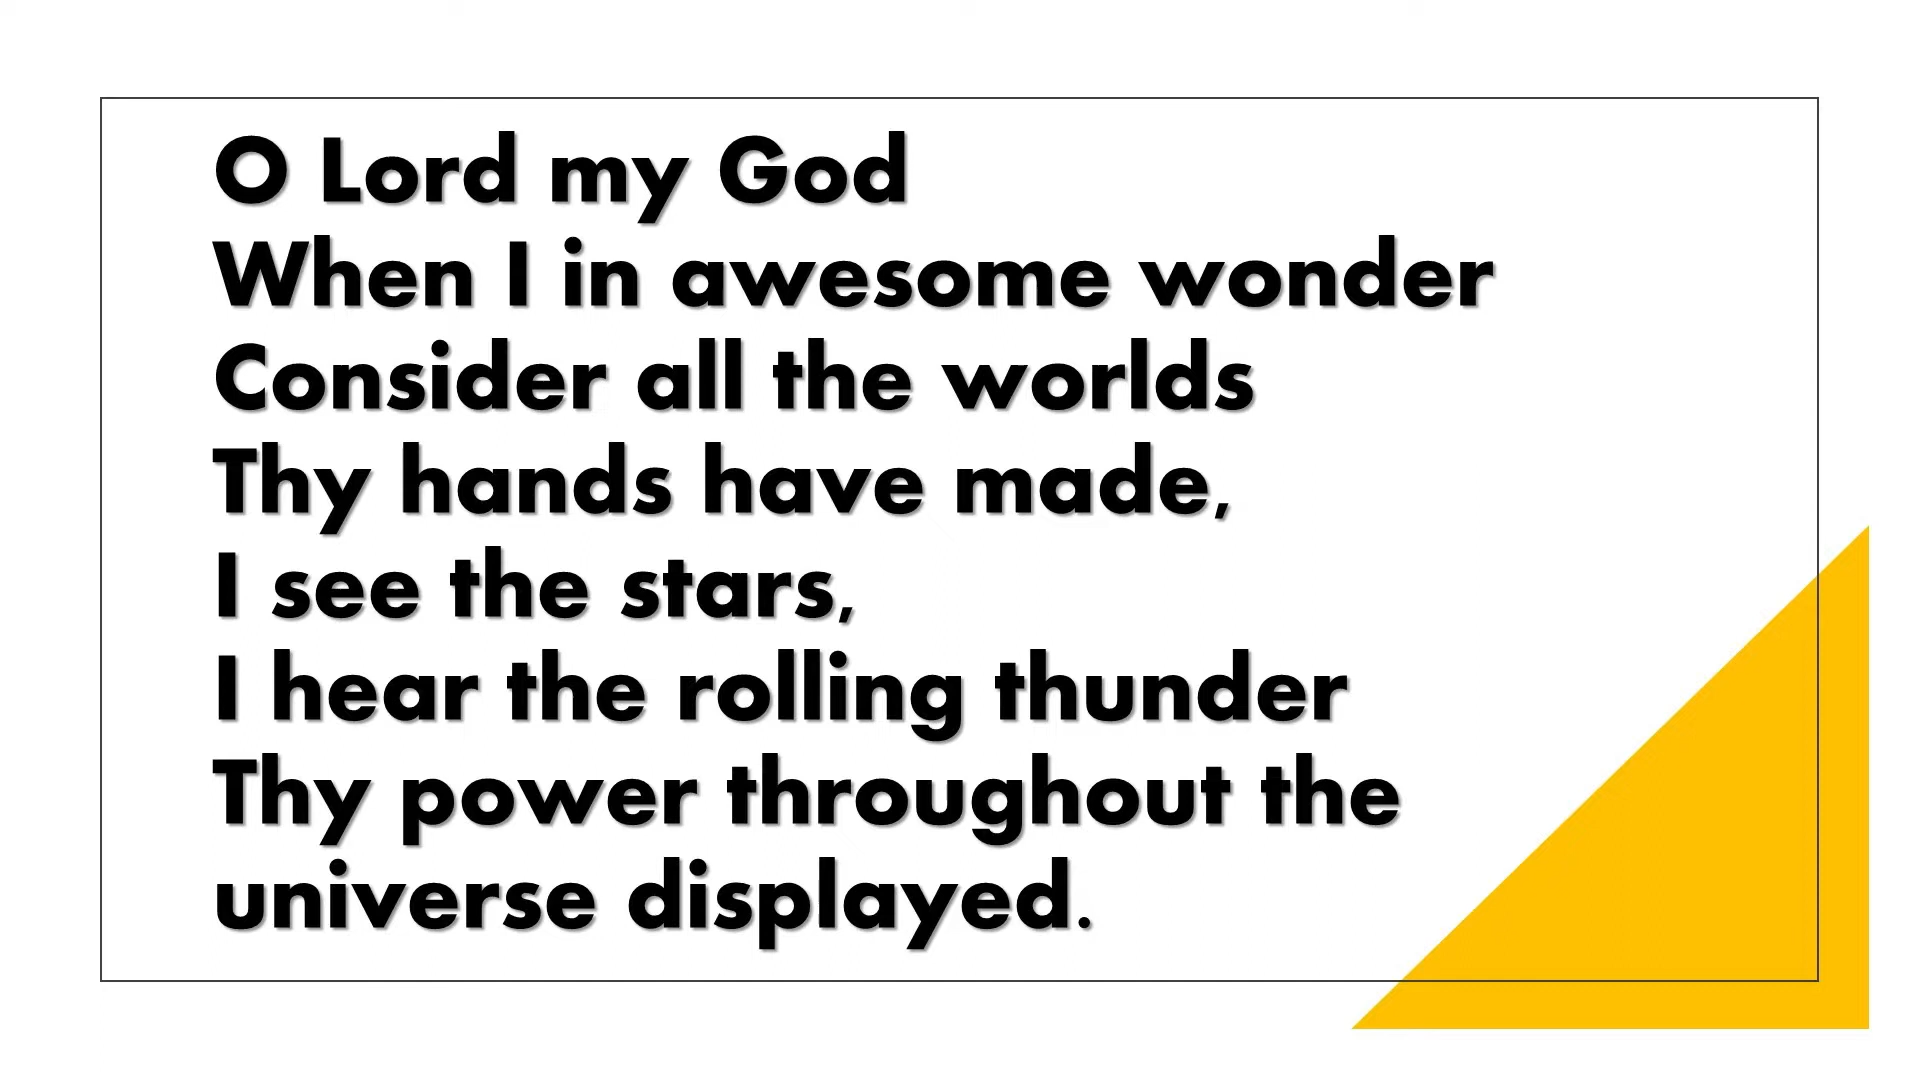 O Lord my God
When I in awesome wonder
Consider all the worlds
Thy hands have made,
I see the stars,
I hear the rolling thunder
Thy power throughout the
universe displayed.